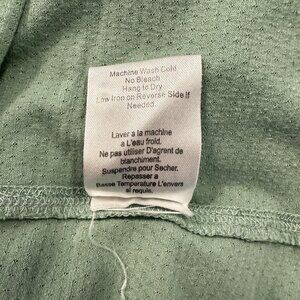 Machine Wash Cold
No Bleach
Hang to Dry
Low Iron on Reverse Side If
Needed
Laver à la machine
a L'eau froid.
Ne pas utiliser D'agrent de
blanchiment.
Suspendre pour Secher.
Repasser a
Basse Temperature L'envers
si requis.